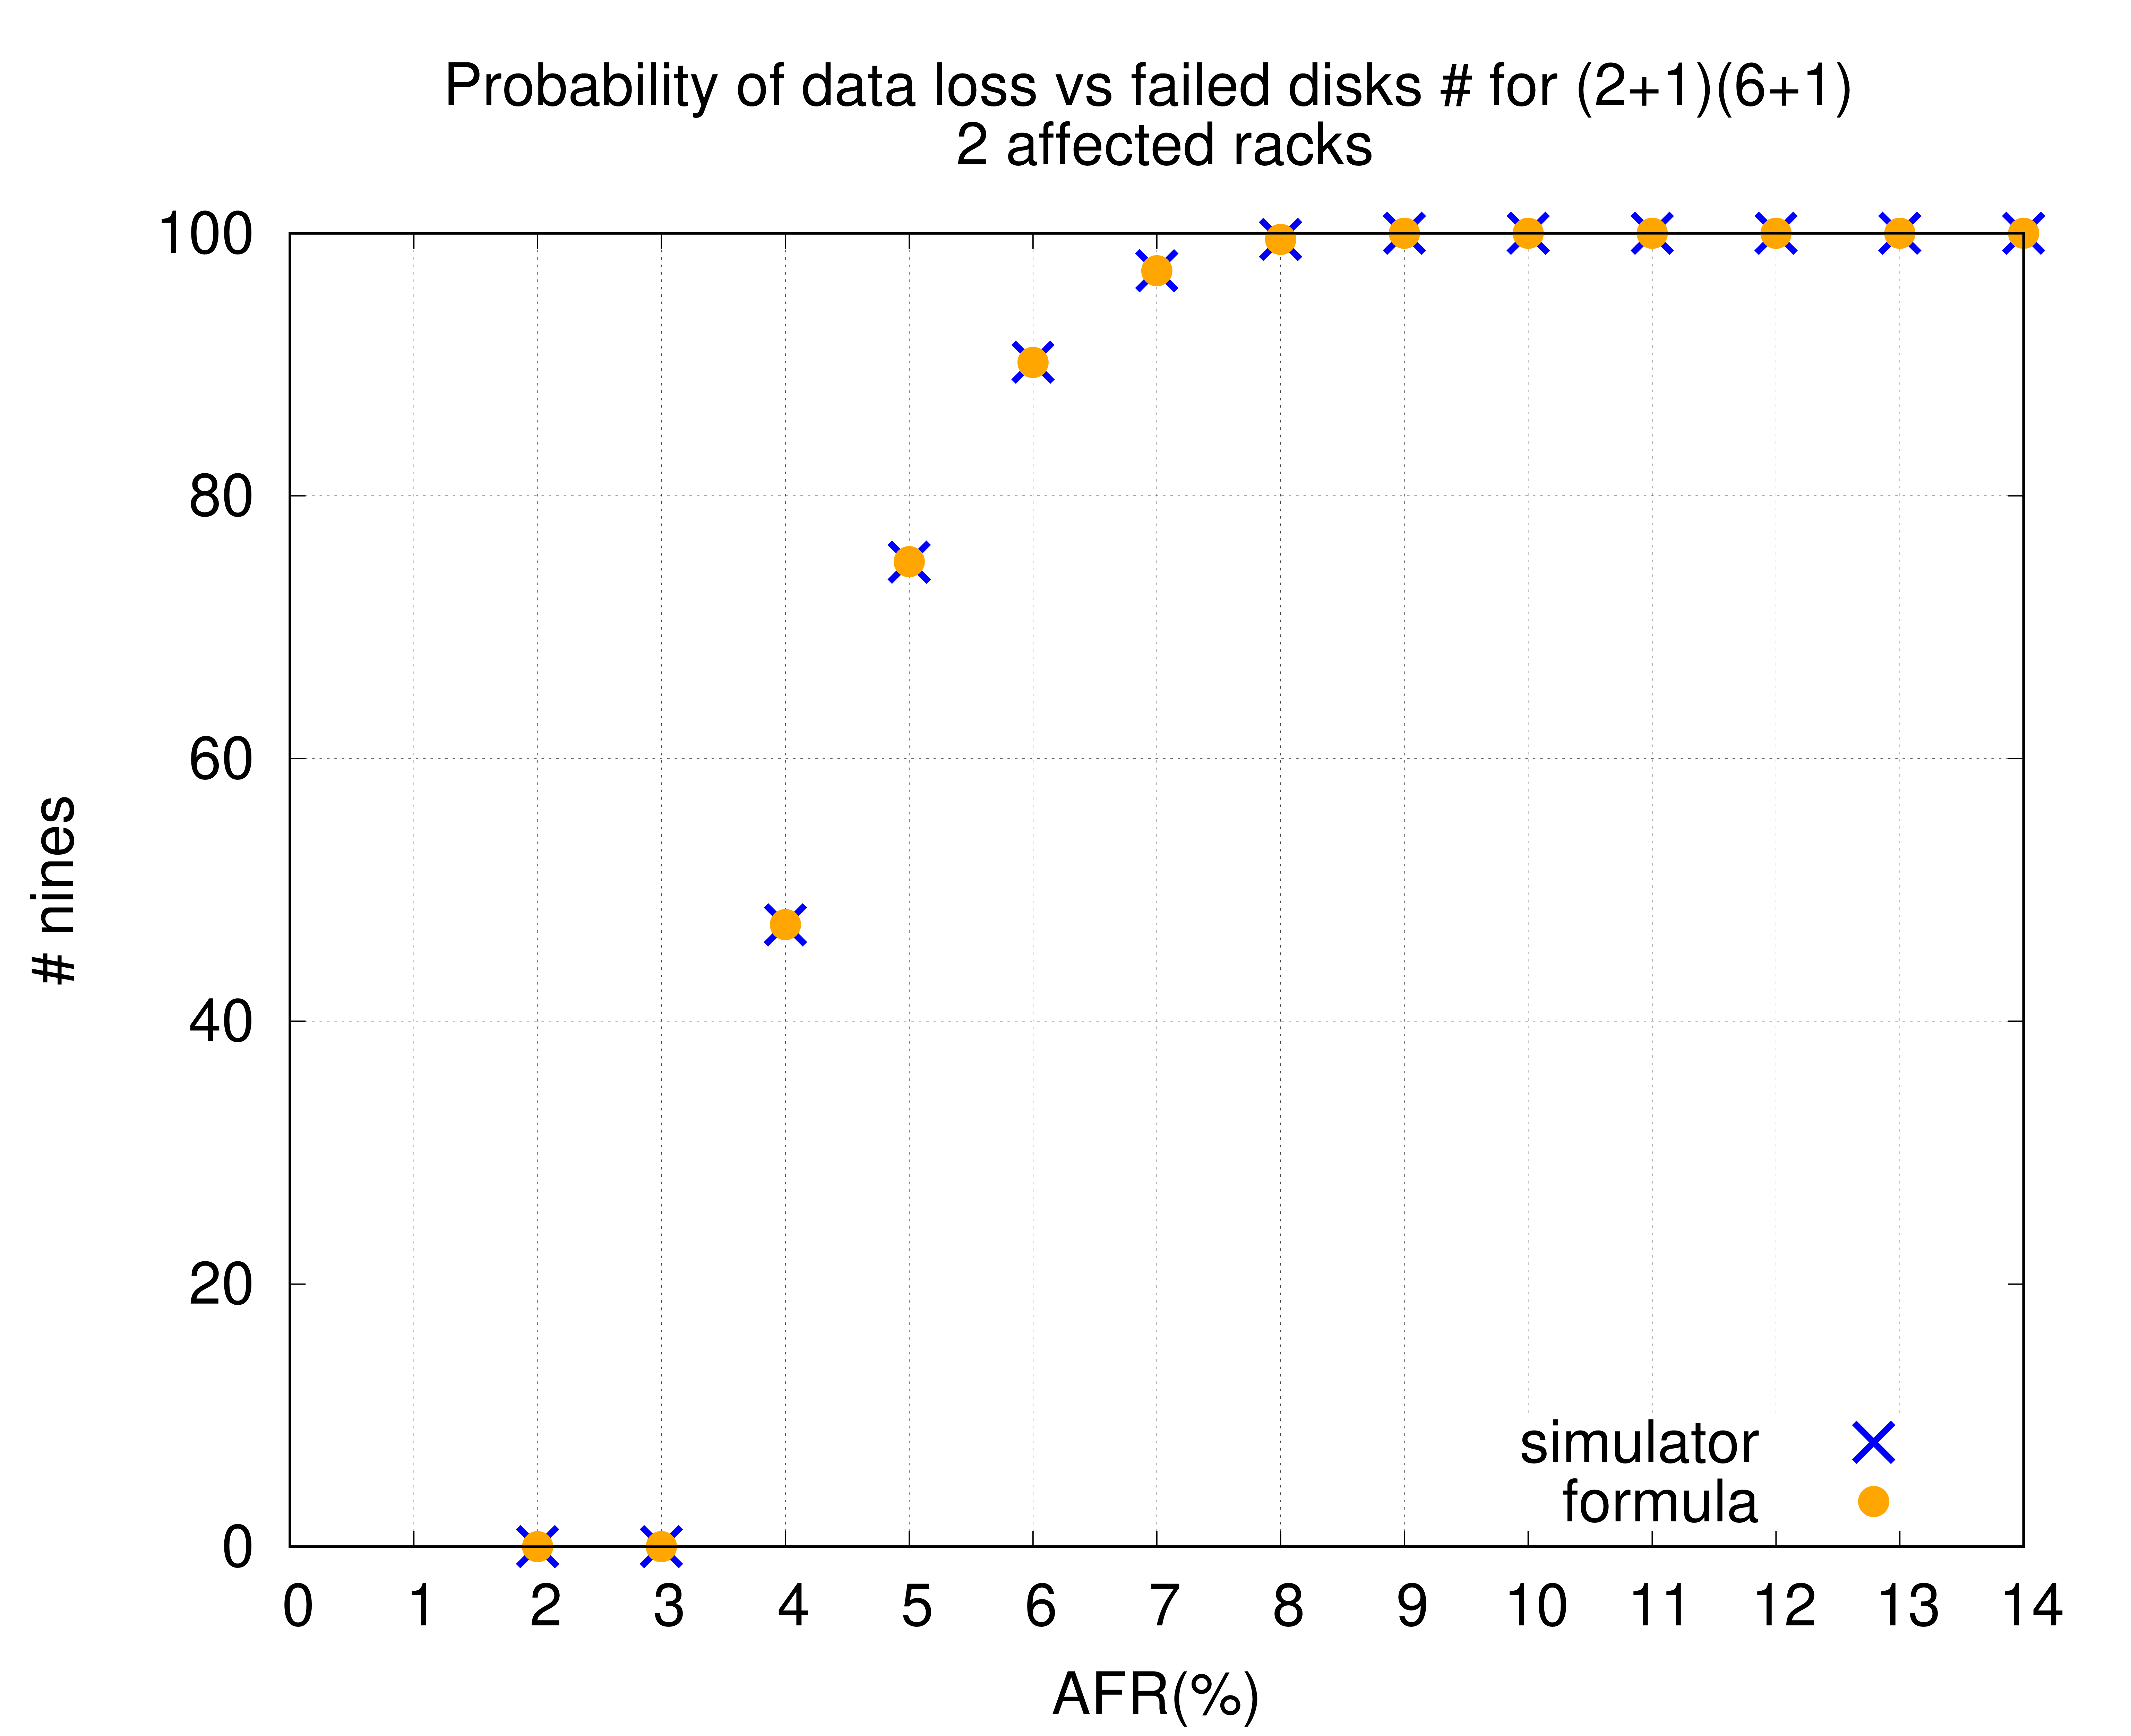 Probability of data loss vs failed disks # for (2+1)(6+1)
2 affected racks
100
80
60
40
20
0
# nines
0 1 2 3 4 5 6 7 8 9 10 11 12 13 14
AFR(%)
simulator
formula